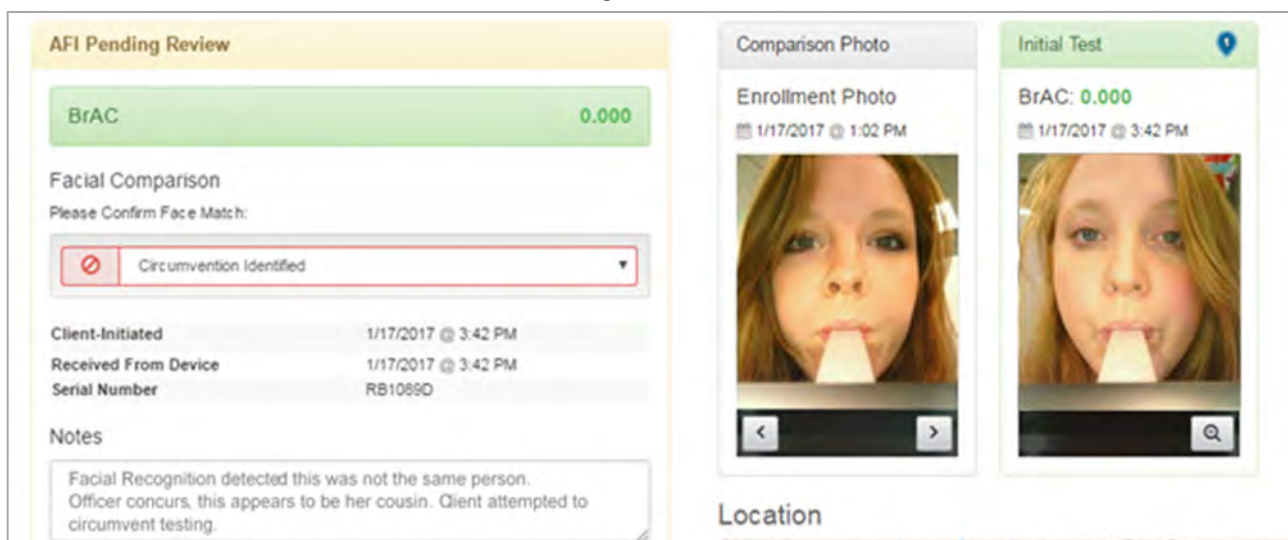 AFI Pending Review
BrAC 0.000
Facial Comparison
Please Confirm Face Match:
Circumvention Identified
Client-Initiated 1/17/2017 @ 3:42 PM
Received From Device 1/17/2017 @ 3:42 PM
Serial Number RB1089D
Notes
Facial Recognition detected this was not the same person.
Officer concurs, this appears to be her cousin. Client attempted to
circumvent testing.
Comparison Photo
Enrollment Photo
1/17/2017 @ 1:02 PM
Initial Test 1
BrAC: 0.000
1/17/2017 @ 3:42 PM
Location